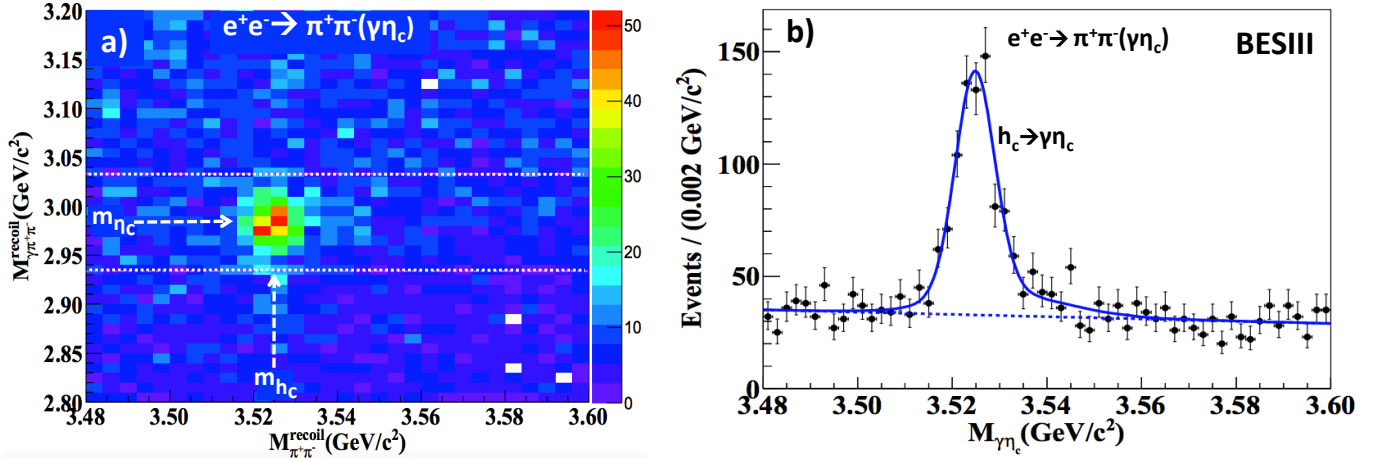 a)
e⁺e⁻→ π⁺π⁻(γη_c)
M^recoil_γπ⁺π⁻(GeV/c²)
3.20
3.15
3.10
3.05
3.00
2.95
2.90
2.85
2.80
m_η_c
m_h_c
3.48 3.50 3.52 3.54 3.56 3.58 3.60
M^recoil_π⁺π⁻(GeV/c²)
50
40
30
20
10
0
b)
e⁺e⁻→ π⁺π⁻(γη_c)
BESIII
h_c→γη_c
Events / (0.002 GeV/c²)
150
100
50
0
3.48 3.50 3.52 3.54 3.56 3.58 3.60
M_γη_c(GeV/c²)